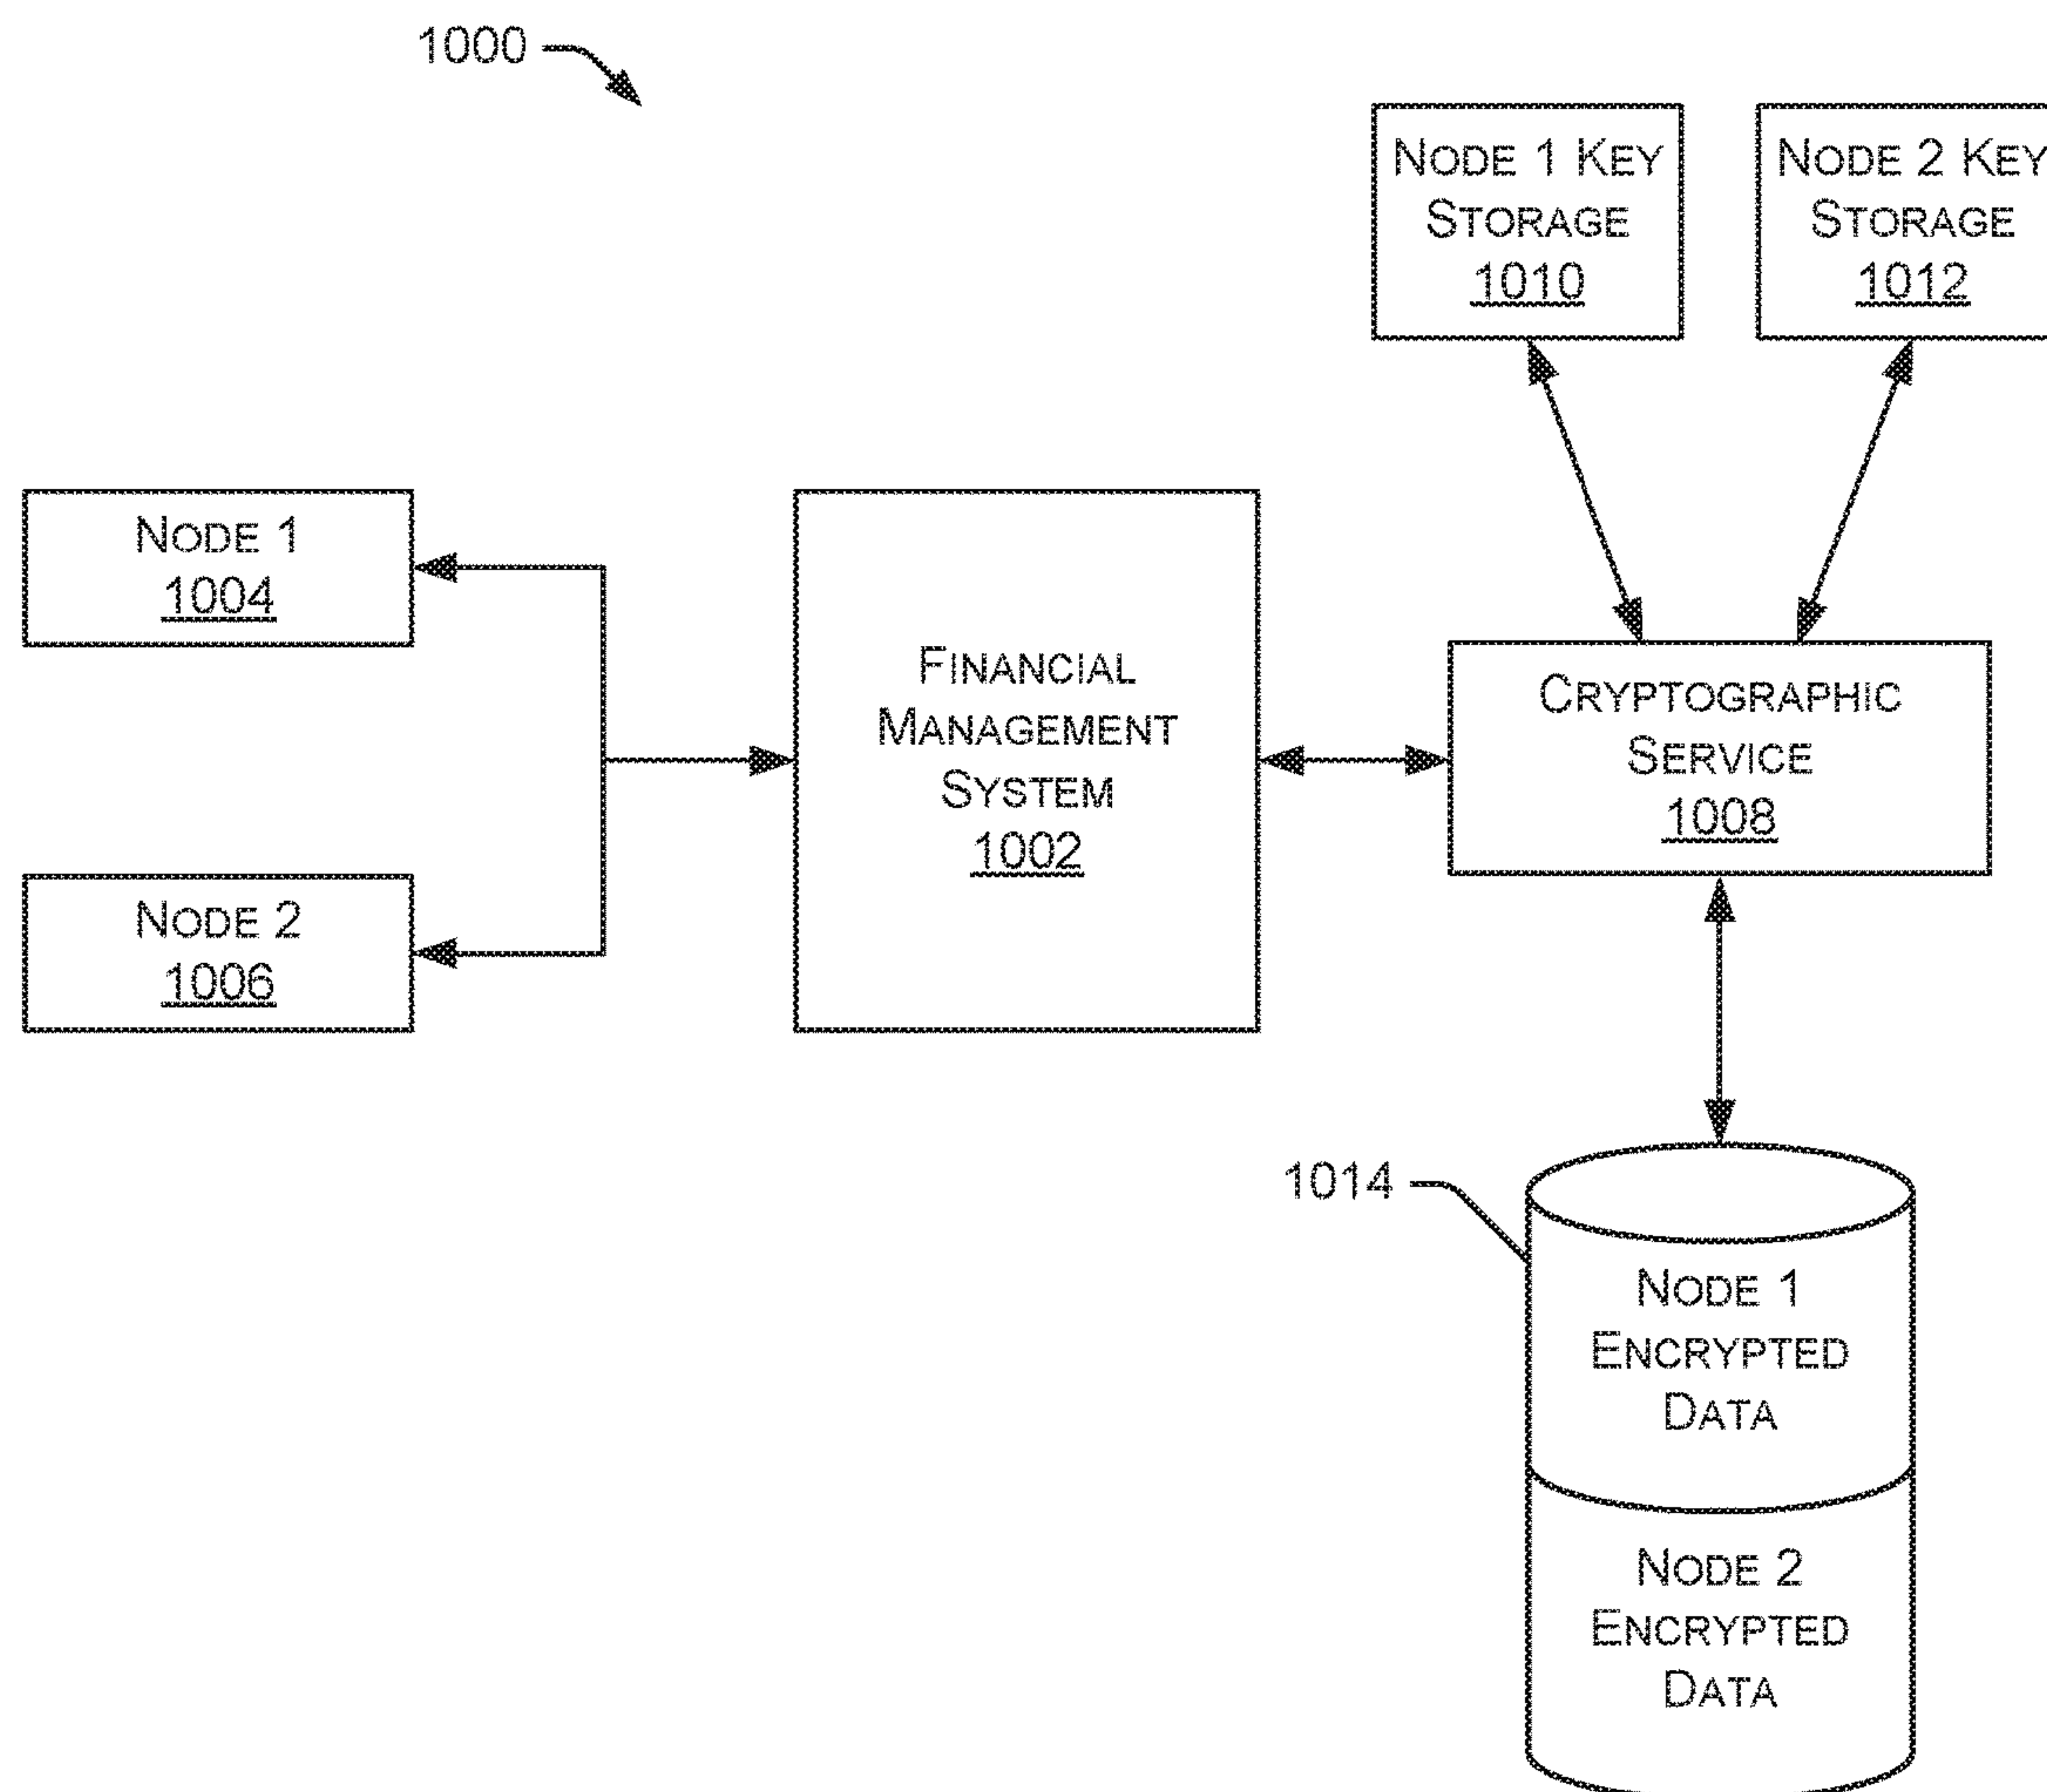 1000
NODE 1 KEY
STORAGE
1010
NODE 2 KEY
STORAGE
1012
NODE 1
1004
FINANCIAL
MANAGEMENT
SYSTEM
1002
CRYPTOGRAPHIC
SERVICE
1008
NODE 2
1006
1014
NODE 1
ENCRYPTED
DATA
NODE 2
ENCRYPTED
DATA